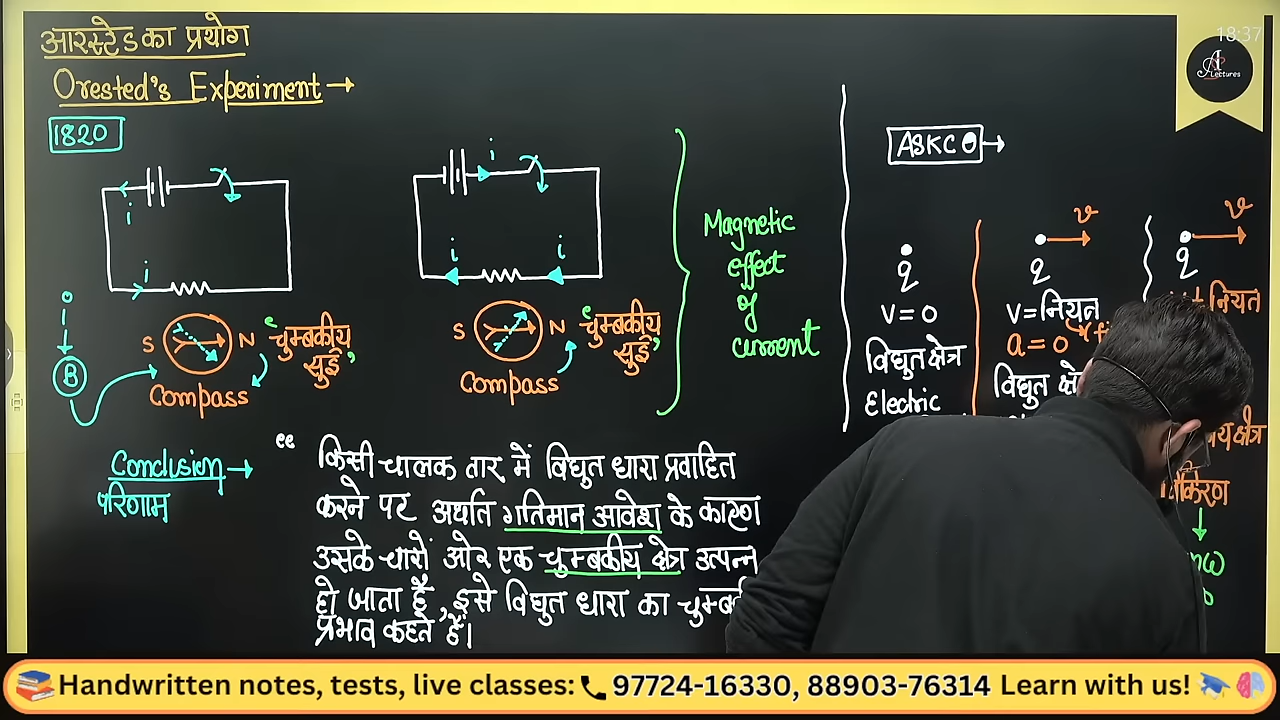 आरस्टेड का प्रयोग
Orested's Experiment →
1820
i
i
i
B
S
N
"चुम्बकीय
सुई"
Compass
i
i
i
S
N
"चुम्बकीय
सुई"
Compass
Magnetic
effect
of
current
18:37
A
Lectures
ASKC →
q
v = 0
विद्युत क्षेत्र
Electric
v
q
v = नियत
a = 0
विद्युत
v
q
नियत
Conclusion →
परिणाम
"किसी चालक तार में विद्युत धारा प्रवाहित
करने पर अर्थात गतिमान आवेश के कारण
उसके चारों ओर एक चुम्बकीय क्षेत्र उत्पन्न
हो जाता है, इसे विद्युत धारा का
प्रभाव कहते हैं।
Handwritten notes, tests, live classes: 97724-16330, 88903-76314 Learn with us!